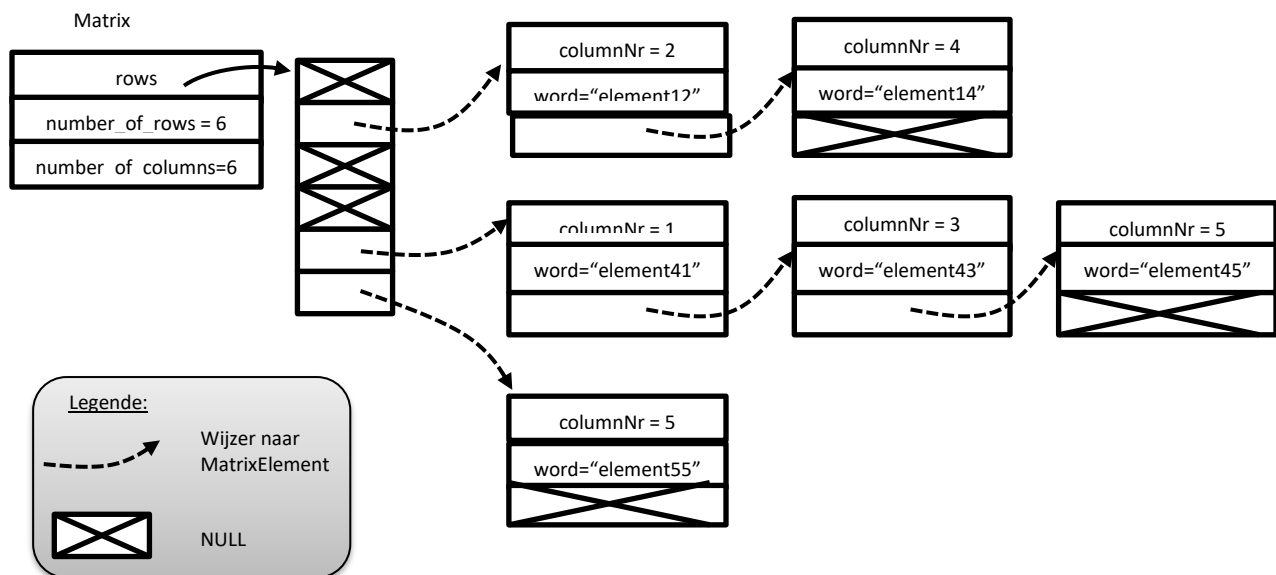 Matrix
rows
number_of_rows = 6
number of columns=6
columnNr = 2
word="element12"
columnNr = 4
word=“element14”
columnNr = 1
word=“element41”
columnNr = 3
word=“element43”
columnNr = 5
word=“element45”
columnNr = 5
word=“element55”
Legende:
Wijzer naar
MatrixElement
NULL